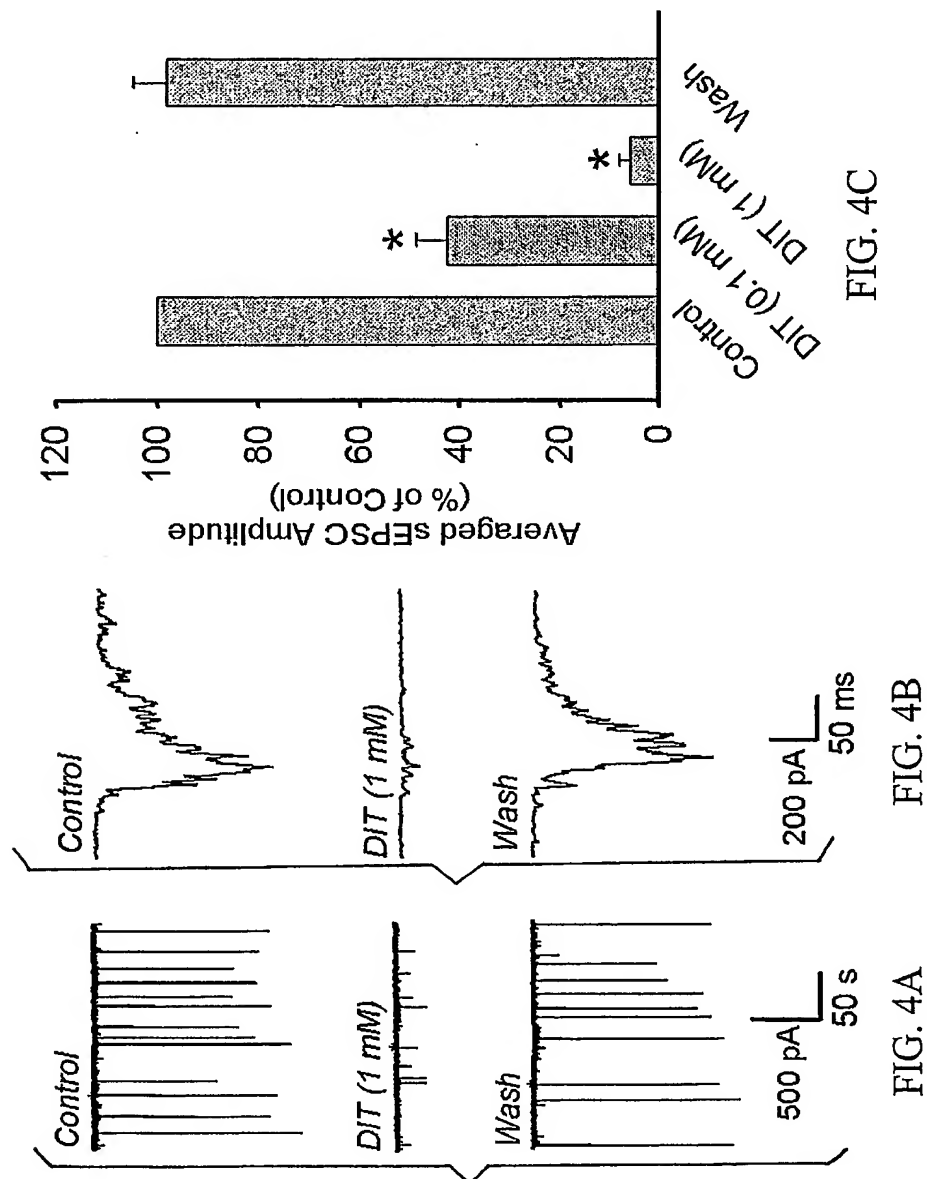 Control
DIT (1 mM)
Wash
500 pA
50 s
FIG. 4A
Control
DIT (1 mM)
Wash
200 pA
50 ms
FIG. 4B
Averaged sEPSC Amplitude
(% of Control)
120
100
80
60
40
20
0
*
*
Control
DIT (0.1 mM)
DIT (1 mM)
Wash
FIG. 4C